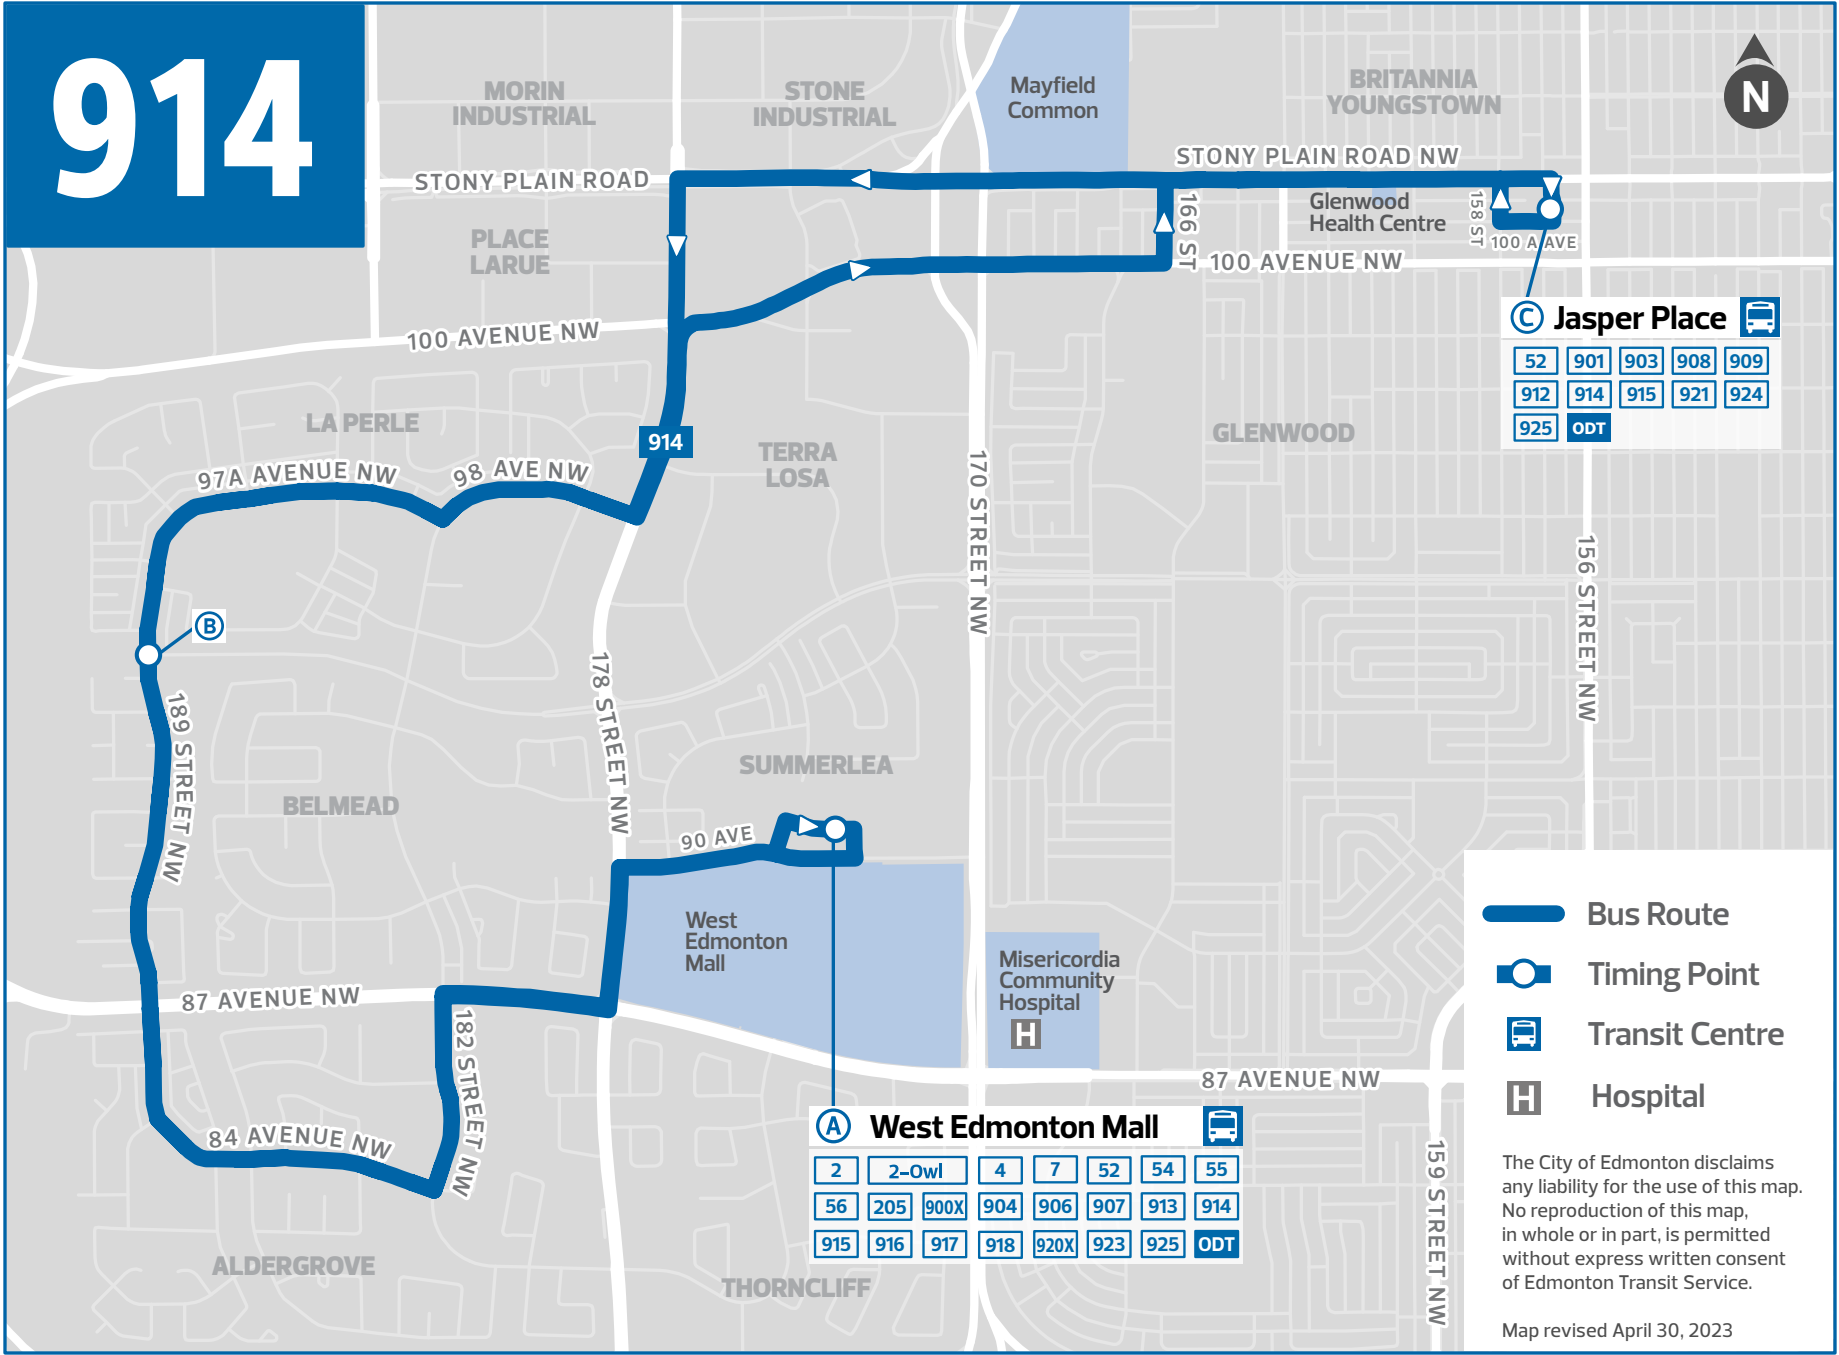 914
MORIN
INDUSTRIAL
STONE
INDUSTRIAL
Mayfield
Common
BRITANNIA
YOUNGSTOWN
N
STONY PLAIN ROAD
STONY PLAIN ROAD NW
PLACE
LARUE
166 ST
Glenwood
Health Centre
158 ST
100 A AVE
100 AVENUE NW
100 AVENUE NW
C Jasper Place
52 901 903 908 909
912 914 915 921 924
925 ODT
LA PERLE
914
TERRA
LOSA
GLENWOOD
97A AVENUE NW
98 AVE NW
170 STREET NW
156 STREET NW
B
178 STREET NW
189 STREET NW
SUMMERLEA
BELMEAD
90 AVE
West
Edmonton
Mall
Misericordia
Community
Hospital
H
87 AVENUE NW
182 STREET NW
87 AVENUE NW
84 AVENUE NW
A West Edmonton Mall
2 2-Owl 4 7 52 54 55
56 205 900X 904 906 907 913 914
915 916 917 918 920X 923 925 ODT
ALDERGROVE
THORNCLIFF
159 STREET NW
Bus Route
Timing Point
Transit Centre
H Hospital
The City of Edmonton disclaims
any liability for the use of this map.
No reproduction of this map,
in whole or in part, is permitted
without express written consent
of Edmonton Transit Service.
Map revised April 30, 2023